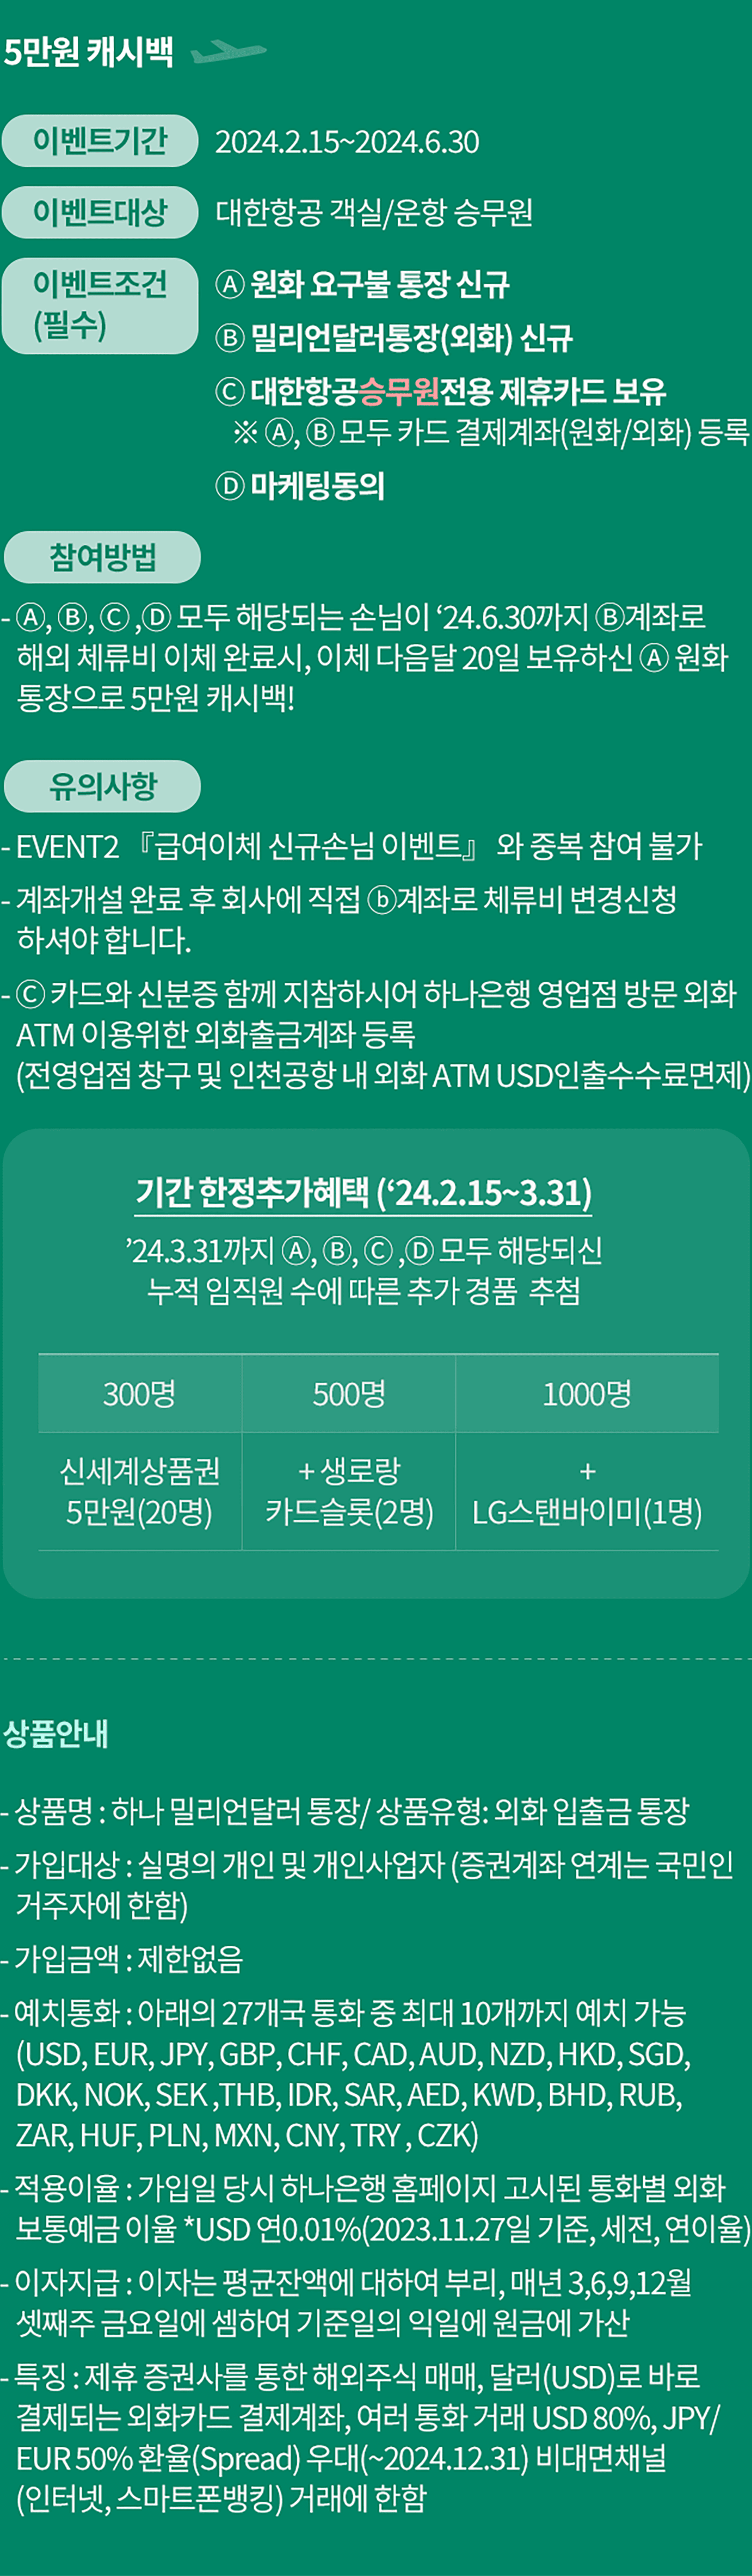 5만원 캐시백
이벤트기간 2024.2.15~2024.6.30
이벤트대상 대한항공 객실/운항 승무원
이벤트조건 Ⓐ 원화 요구불 통장 신규
(필수)
Ⓑ 밀리언달러통장(외화) 신규
Ⓒ 대한항공승무원전용 제휴카드 보유
※ Ⓐ, Ⓑ 모두 카드 결제계좌(원화/외화) 등록
Ⓓ 마케팅동의
참여방법
- Ⓐ, Ⓑ, Ⓒ ,Ⓓ 모두 해당되는 손님이 ‘24.6.30까지 Ⓑ계좌로
해외 체류비 이체 완료시, 이체 다음달 20일 보유하신 Ⓐ 원화
통장으로 5만원 캐시백!
유의사항
- EVENT2 『급여이체 신규손님 이벤트』 와 중복 참여 불가
- 계좌개설 완료 후 회사에 직접 ⓑ계좌로 체류비 변경신청
하셔야 합니다.
- Ⓒ 카드와 신분증 함께 지참하시어 하나은행 영업점 방문 외화
ATM 이용위한 외화출금계좌 등록
(전영업점 창구 및 인천공항 내 외화 ATM USD인출수수료면제)
기간 한정추가혜택 (‘24.2.15~3.31)
’24.3.31까지 Ⓐ, Ⓑ, Ⓒ ,Ⓓ 모두 해당되신
누적 임직원 수에 따른 추가 경품 추첨
300명 500명 1000명
신세계상품권 + 생로랑 +
5만원(20명) 카드슬롯(2명) LG스탠바이미(1명)
상품안내
- 상품명 : 하나 밀리언달러 통장/ 상품유형: 외화 입출금 통장
- 가입대상 : 실명의 개인 및 개인사업자 (증권계좌 연계는 국민인
거주자에 한함)
- 가입금액 : 제한없음
- 예치통화 : 아래의 27개국 통화 중 최대 10개까지 예치 가능
(USD, EUR, JPY, GBP, CHF, CAD, AUD, NZD, HKD, SGD,
DKK, NOK, SEK ,THB, IDR, SAR, AED, KWD, BHD, RUB,
ZAR, HUF, PLN, MXN, CNY, TRY , CZK)
- 적용이율 : 가입일 당시 하나은행 홈페이지 고시된 통화별 외화
보통예금 이율 *USD 연0.01%(2023.11.27일 기준, 세전, 연이율)
- 이자지급 : 이자는 평균잔액에 대하여 부리, 매년 3,6,9,12월
셋째주 금요일에 셈하여 기준일의 익일에 원금에 가산
- 특징 : 제휴 증권사를 통한 해외주식 매매, 달러(USD)로 바로
결제되는 외화카드 결제계좌, 여러 통화 거래 USD 80%, JPY/
EUR 50% 환율(Spread) 우대(~2024.12.31) 비대면채널
(인터넷, 스마트폰뱅킹) 거래에 한함